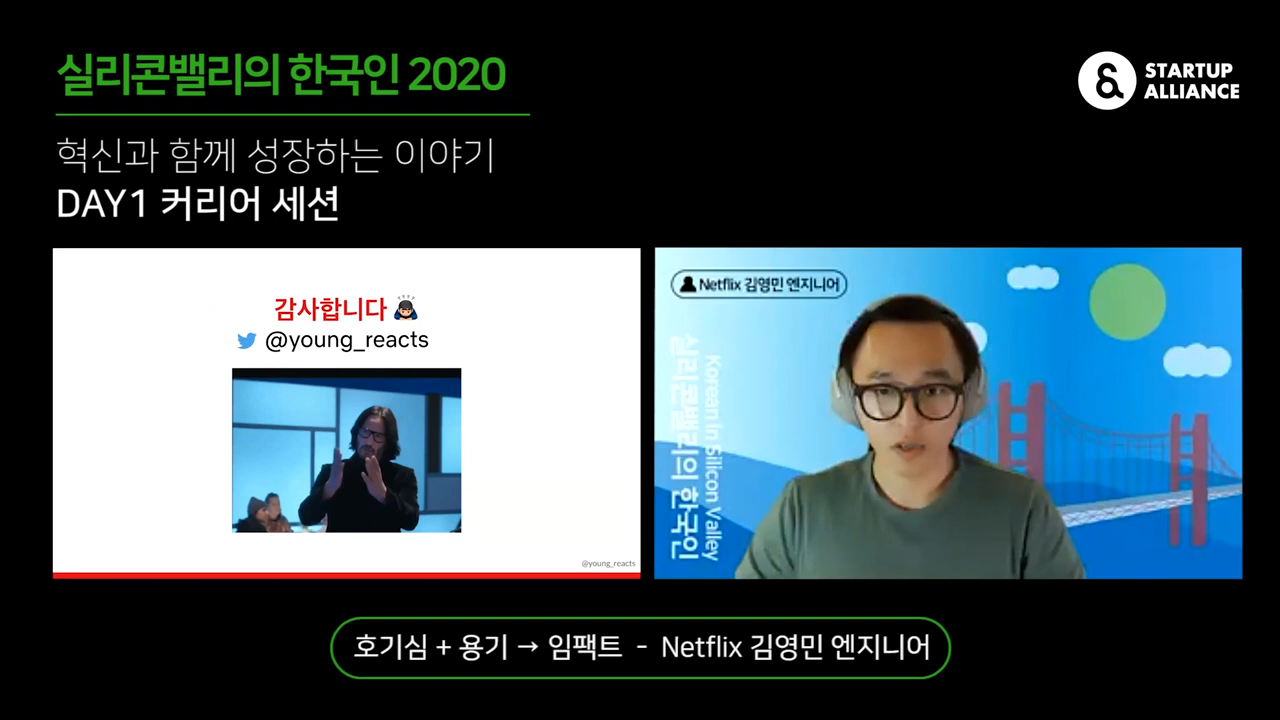 실리콘밸리의 한국인 2020
STARTUP
ALLIANCE
혁신과 함께 성장하는 이야기
DAY1 커리어 세션
감사합니다
@young_reacts
@young_reacts
Netflix 김영민 엔지니어
Korean in Silicon Valley
실리콘밸리의 한국인
호기심 + 용기 → 임팩트 - Netflix 김영민 엔지니어